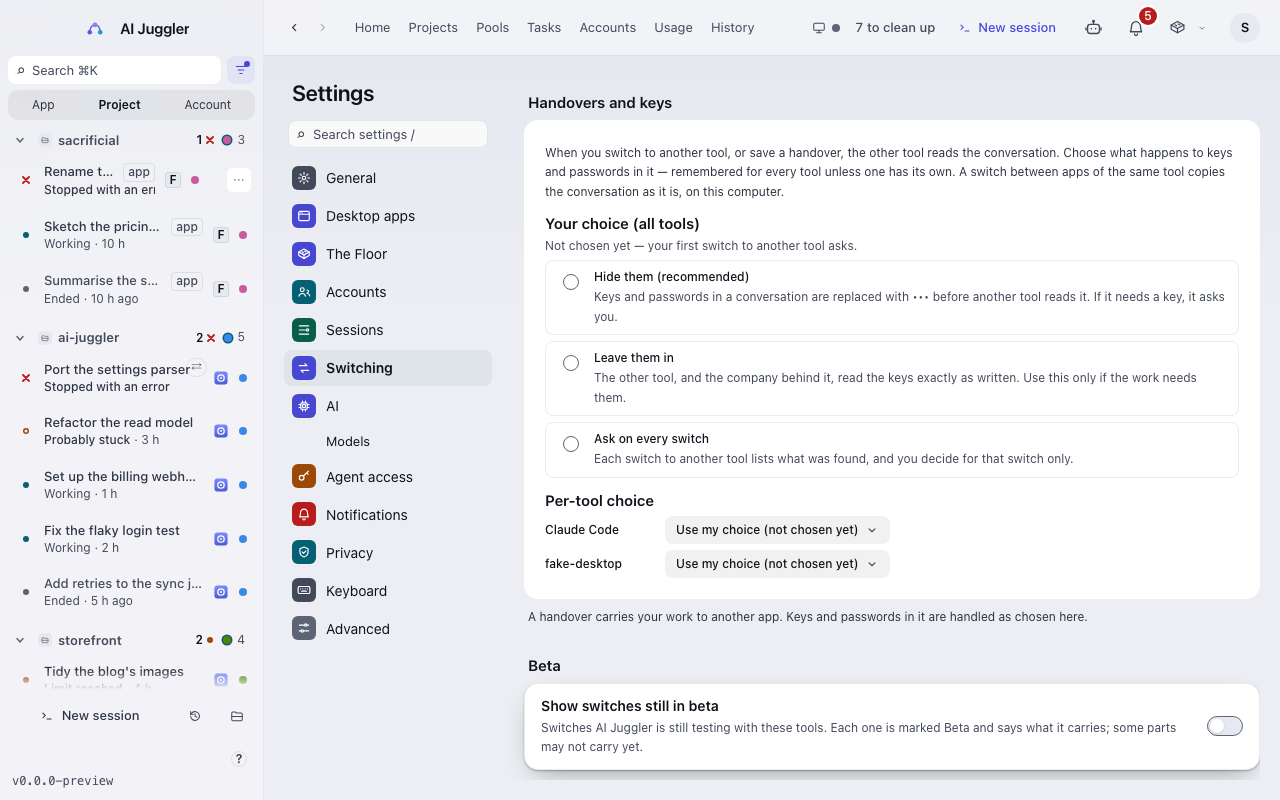 AI Juggler
Search ⌘K
App Project Account
sacrificial 1 3
Rename t... app F
Stopped with an err
Sketch the pricin... app F
Working · 10 h
Summarise the s... app F
Ended · 10 h ago
ai-juggler 2 5
Port the settings parser
Stopped with an error
Refactor the read model
Probably stuck · 3 h
Set up the billing webh...
Working · 1 h
Fix the flaky login test
Working · 2 h
Add retries to the sync j...
Ended · 5 h ago
storefront 2 4
Tidy the blog's images
New session
?
v0.0.0-preview
Home Projects Pools Tasks Accounts Usage History 7 to clean up New session 5 S
Settings
Search settings /
General
Desktop apps
The Floor
Accounts
Sessions
Switching
AI
Models
Agent access
Notifications
Privacy
Keyboard
Advanced
Handovers and keys
When you switch to another tool, or save a handover, the other tool reads the conversation. Choose what happens to keys
and passwords in it — remembered for every tool unless one has its own. A switch between apps of the same tool copies
the conversation as it is, on this computer.
Your choice (all tools)
Not chosen yet — your first switch to another tool asks.
Hide them (recommended)
Keys and passwords in a conversation are replaced with ••• before another tool reads it. If it needs a key, it asks
you.
Leave them in
The other tool, and the company behind it, read the keys exactly as written. Use this only if the work needs
them.
Ask on every switch
Each switch to another tool lists what was found, and you decide for that switch only.
Per-tool choice
Claude Code Use my choice (not chosen yet)
fake-desktop Use my choice (not chosen yet)
A handover carries your work to another app. Keys and passwords in it are handled as chosen here.
Beta
Show switches still in beta
Switches AI Juggler is still testing with these tools. Each one is marked Beta and says what it carries; some parts
may not carry yet.